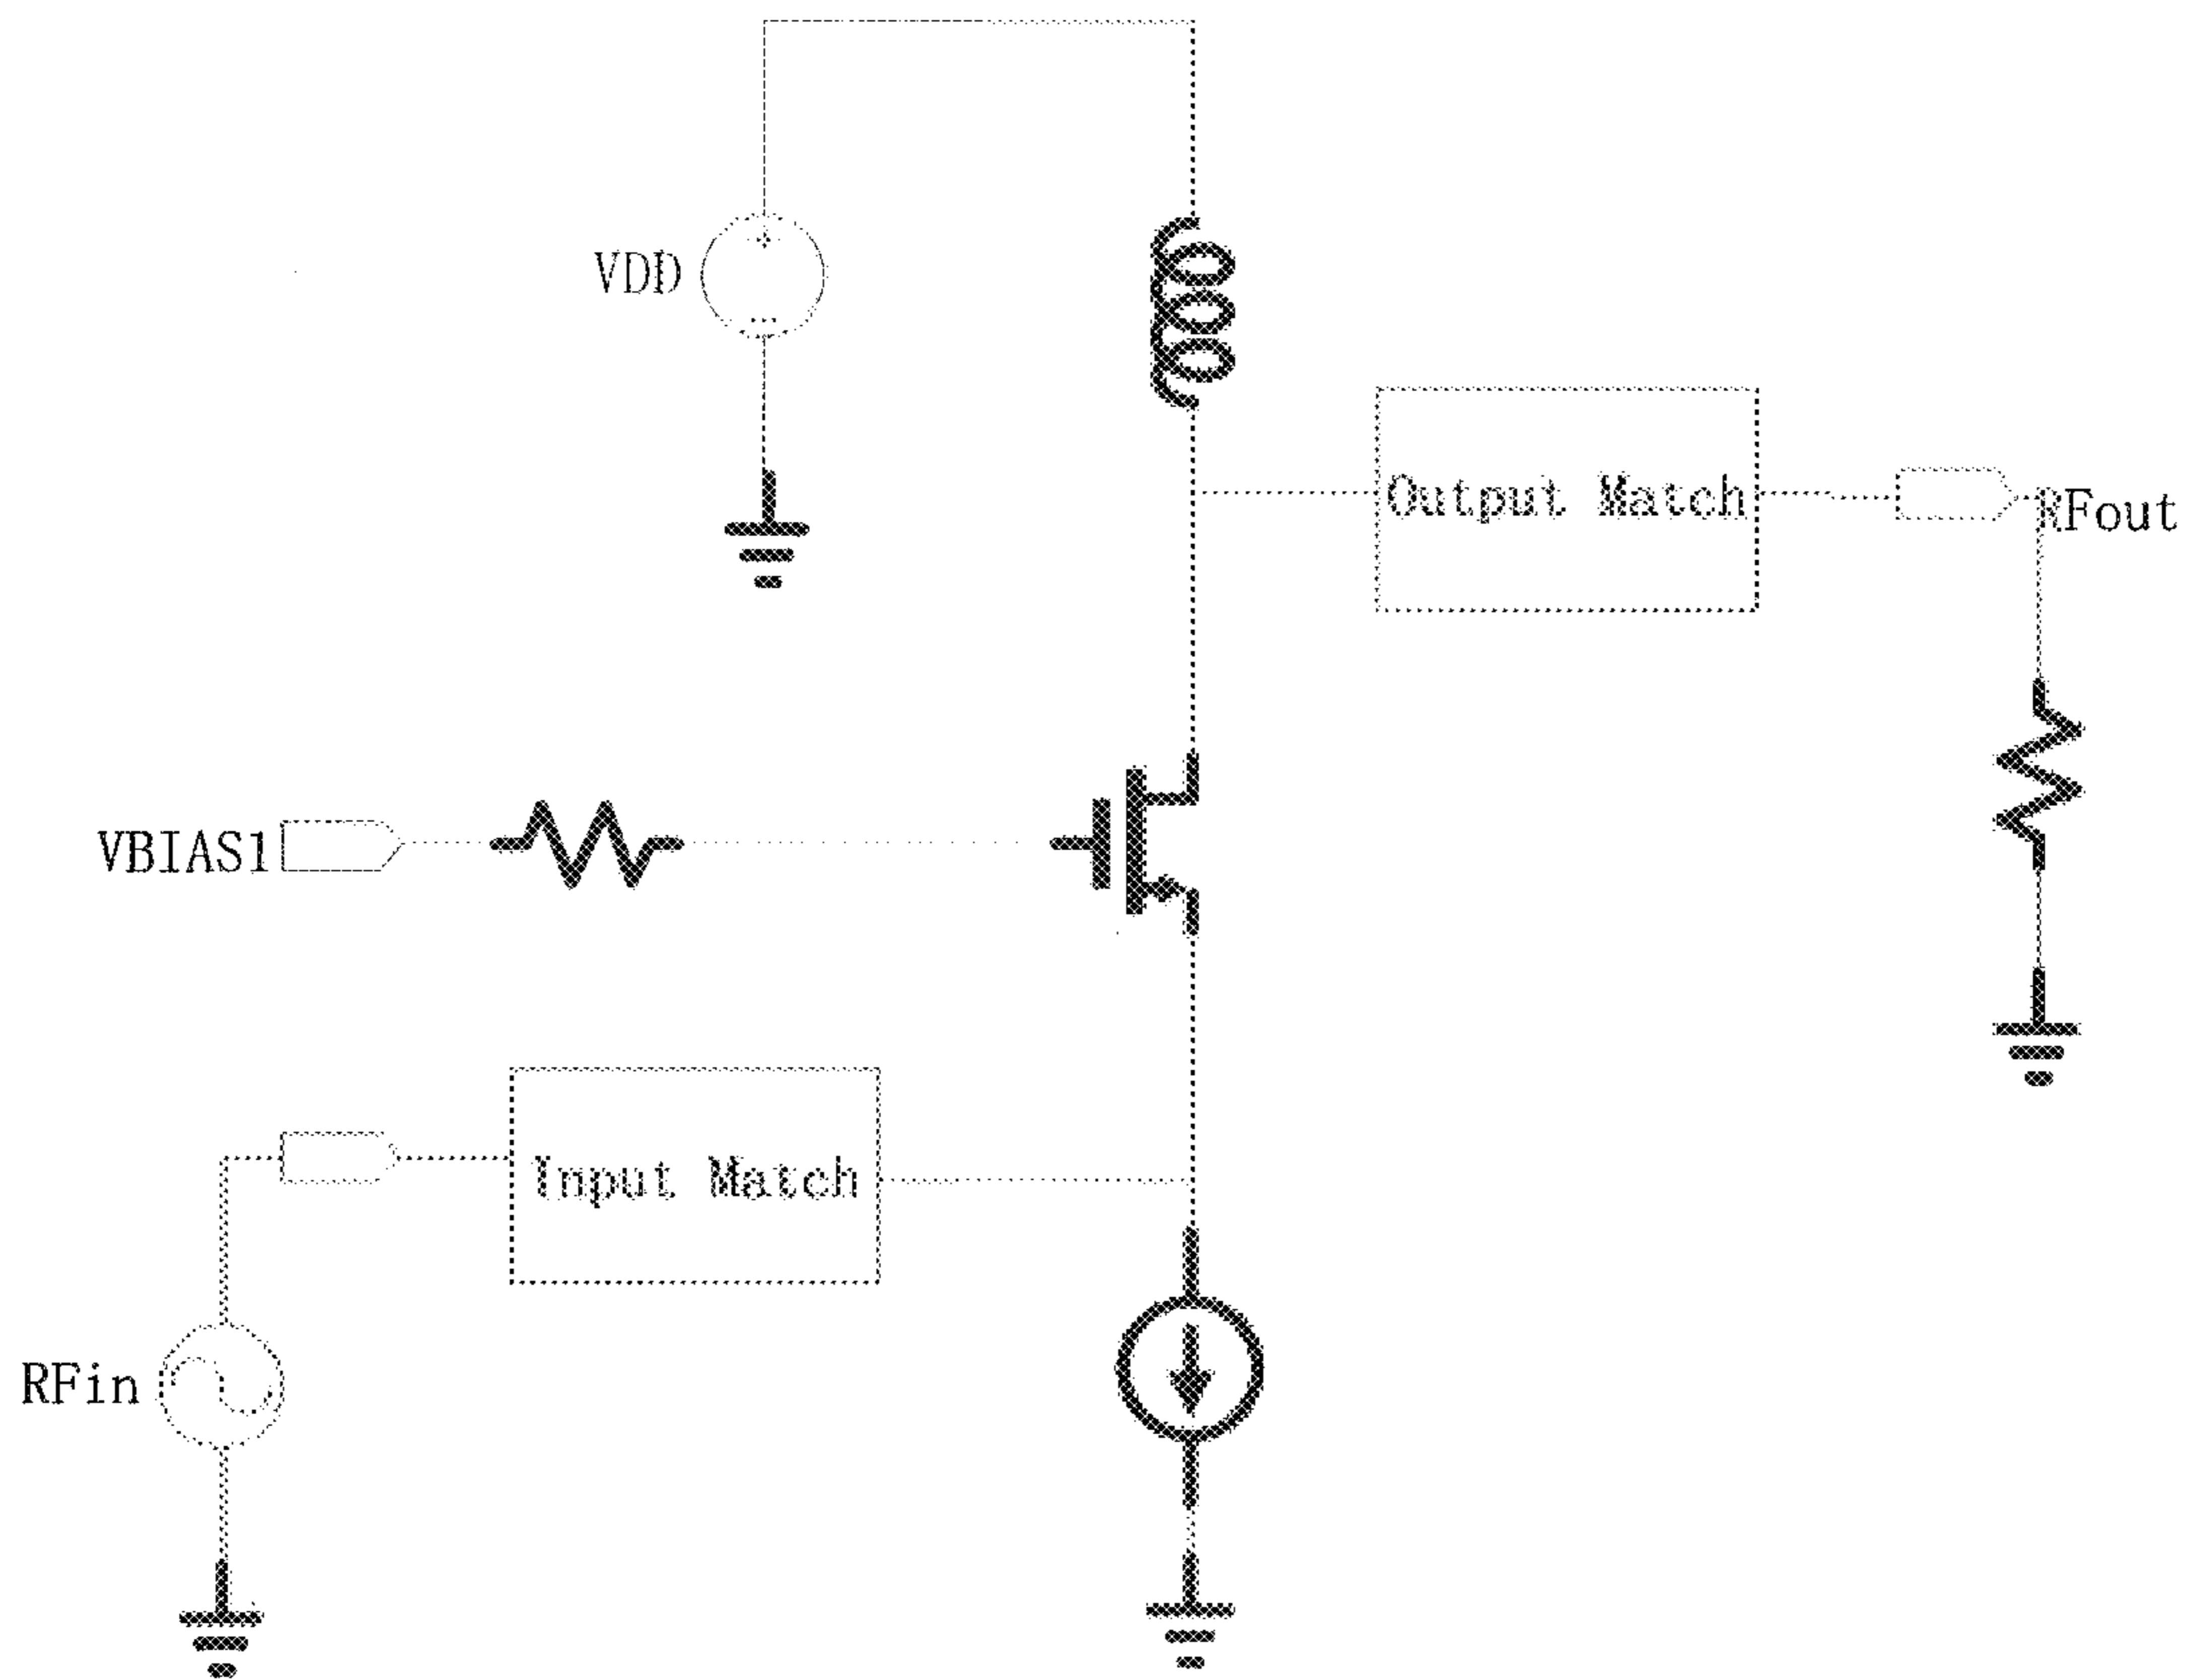 VDD
Output Match
RFout
VBIAS1
Input Match
RFin